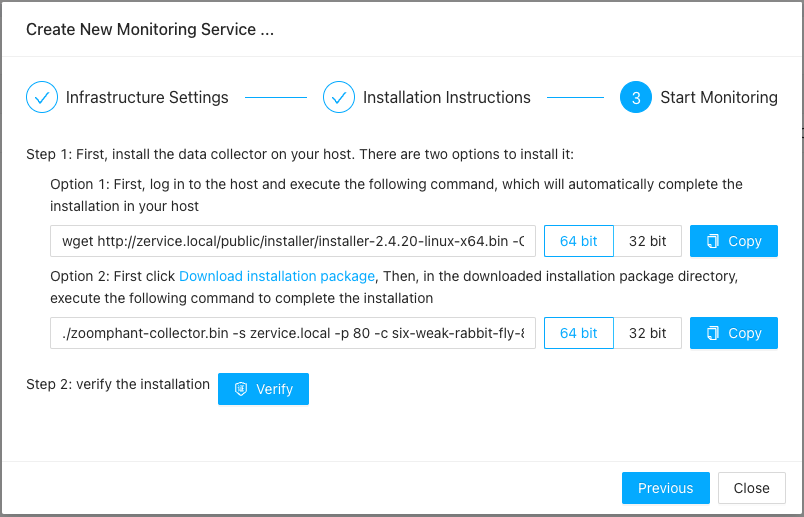 Create New Monitoring Service ...
Infrastructure Settings
Installation Instructions
3 Start Monitoring
Step 1: First, install the data collector on your host. There are two options to install it:
Option 1: First, log in to the host and execute the following command, which will automatically complete the
installation in your host
wget http://zervice.local/public/installer/installer-2.4.20-linux-x64.bin 64 bit 32 bit Copy
Option 2: First click Download installation package, Then, in the downloaded installation package directory,
execute the following command to complete the installation
./zoomphant-collector.bin -s zervice.local -p 80 -c six-weak-rabbit-fly- 64 bit 32 bit Copy
Step 2: verify the installation Verify
Previous Close